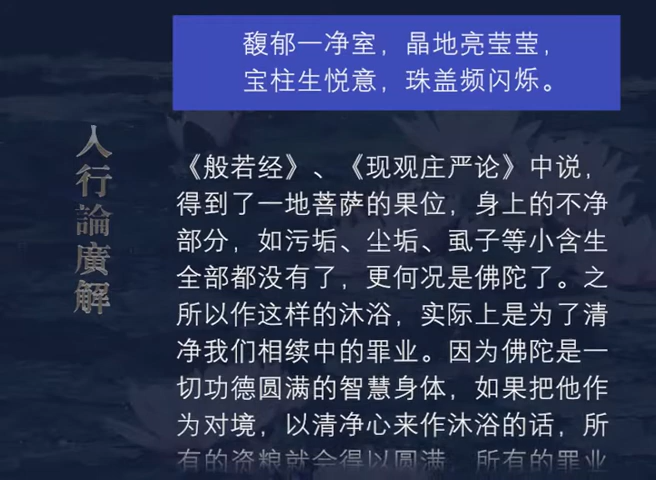 馥郁一净室，晶地亮莹莹，
宝柱生悦意，珠盖频闪烁。
入行論廣解
《般若经》、《现观庄严论》中说，
得到了一地菩萨的果位，身上的不净
部分，如污垢、尘垢、虱子等小含生
全部都没有了，更何况是佛陀了。之
所以作这样的沐浴，实际上是为了清
净我们相续中的罪业。因为佛陀是一
切功德圆满的智慧身体，如果把他作
为对境，以清净心来作沐浴的话，所
有的资粮就会得以圆满，所有的罪业